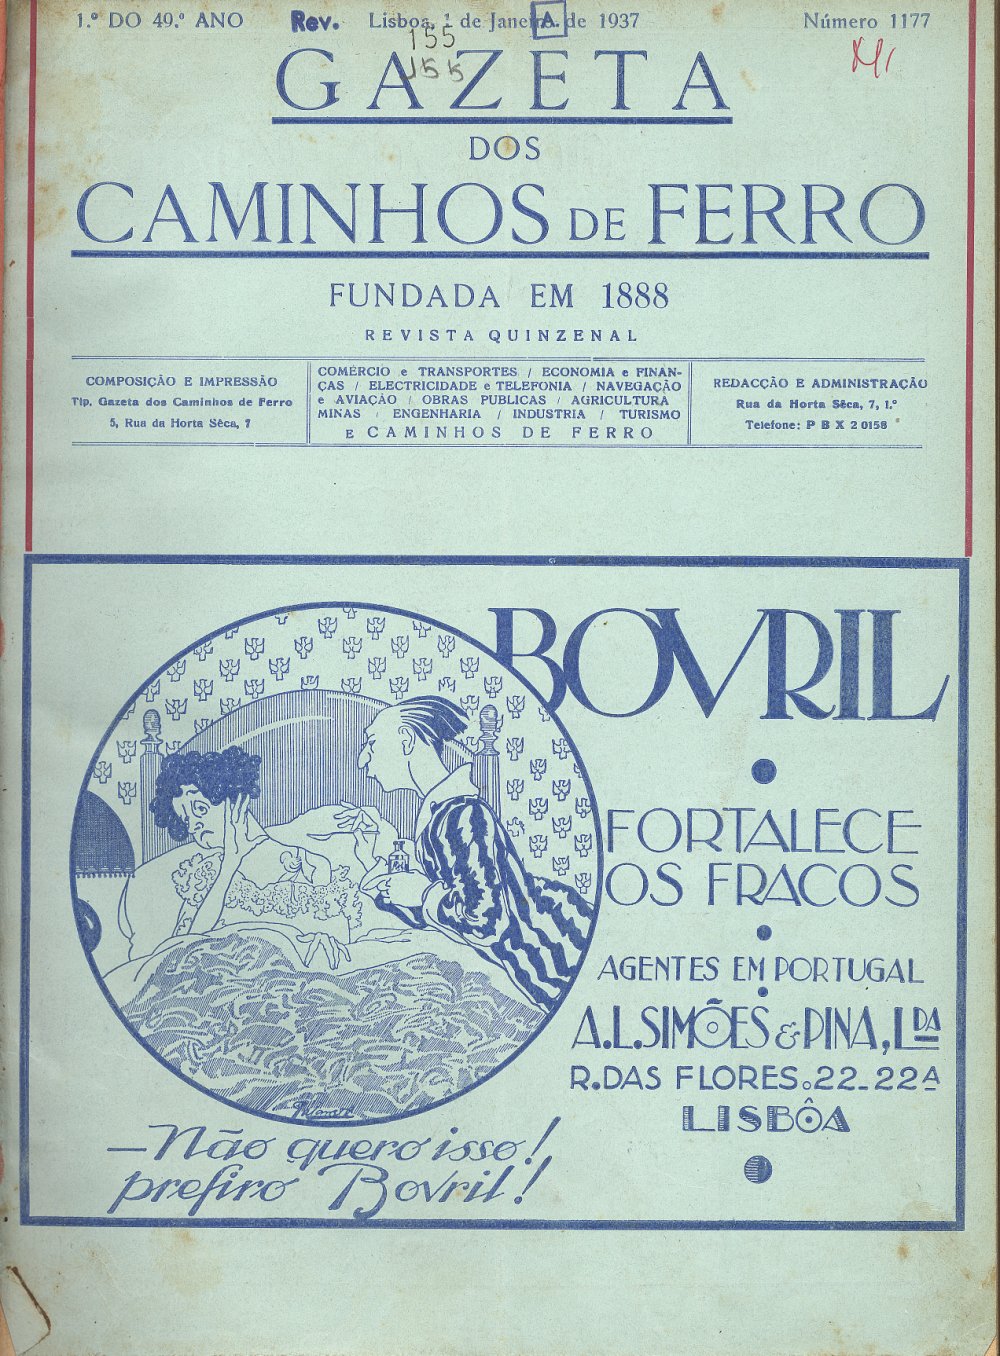 1.º DO 49.º ANO
Rev.
Lisboa, 1 de Janeiro de 1937
A.
Número 1177
155
155
GAZETA
DOS
CAMINHOS DE FERRO
FUNDADA EM 1888
REVISTA QUINZENAL
COMPOSIÇÃO E IMPRESSÃO
Tip. Gazeta dos Caminhos de Ferro
5, Rua da Horta Sêca, 7
COMÉRCIO e TRANSPORTES / ECONOMIA e FINAN-
ÇAS / ELECTRICIDADE e TELEFONIA / NAVEGAÇÃO
e AVIAÇÃO / OBRAS PUBLICAS / AGRICULTURA
MINAS / ENGENHARIA / INDUSTRIA / TURISMO
E CAMINHOS DE FERRO
REDACÇÃO E ADMINISTRAÇÃO
Rua da Horta Sêca, 7, 1.º
Telefone: P B X 2 0158
BOVRIL
FORTALECE
OS FRACOS
AGENTES EM PORTUGAL
A.L.SIMÕES & PINA, LDA
R.DAS FLORES.22-22A
LISBÔA
—Não quero isso!
prefiro Bovril!